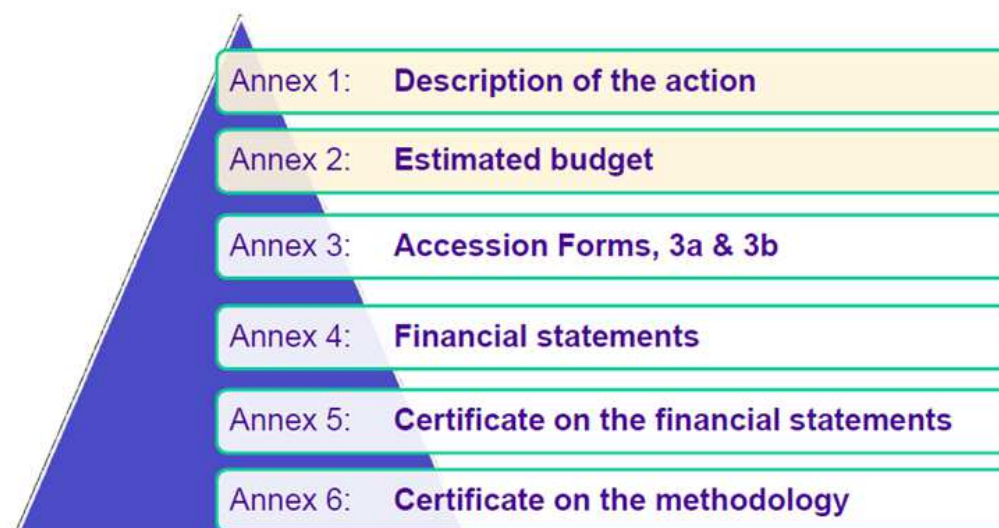 Annex 1: Description of the action
Annex 2: Estimated budget
Annex 3: Accession Forms, 3a & 3b
Annex 4: Financial statements
Annex 5: Certificate on the financial statements
Annex 6: Certificate on the methodology